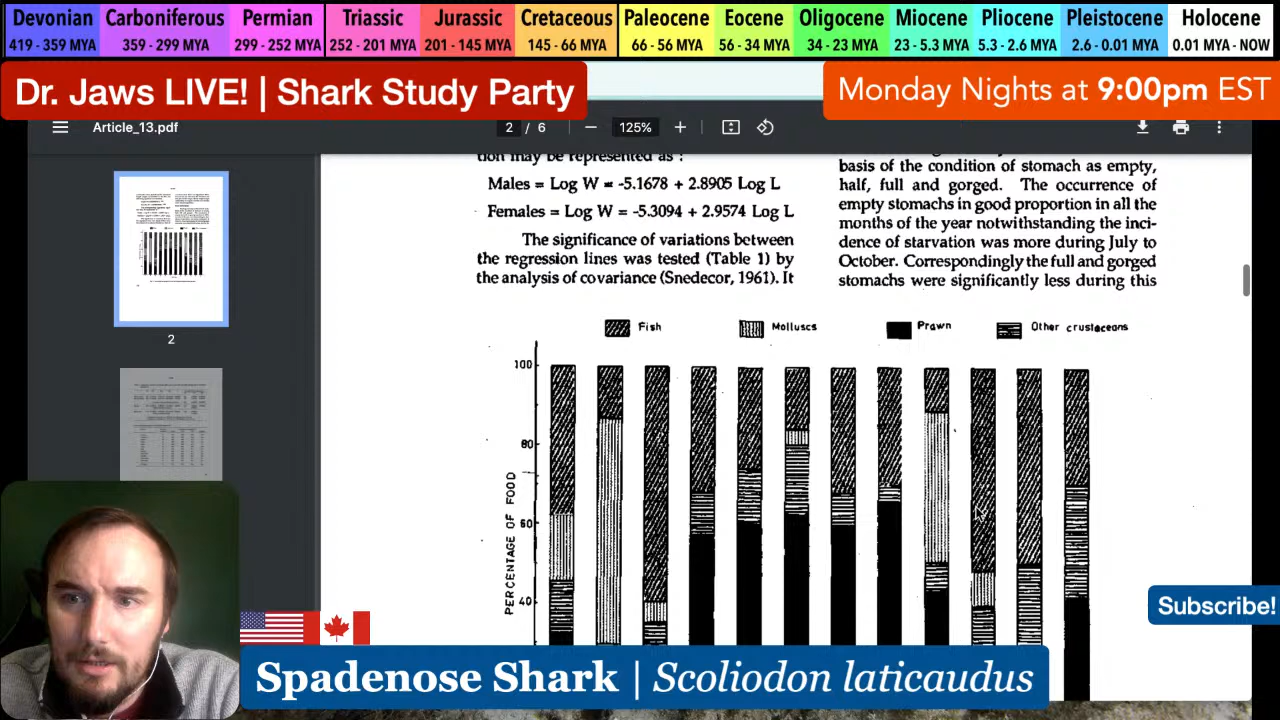 Devonian
419 - 359 MYA
Carboniferous
359 - 299 MYA
Permian
299 - 252 MYA
Triassic
252 - 201 MYA
Jurassic
201 - 145 MYA
Cretaceous
145 - 66 MYA
Paleocene
66 - 56 MYA
Eocene
56 - 34 MYA
Oligocene
34 - 23 MYA
Miocene
23 - 5.3 MYA
Pliocene
5.3 - 2.6 MYA
Pleistocene
2.6 - 0.01 MYA
Holocene
0.01 MYA - NOW
Dr. Jaws LIVE! | Shark Study Party
Monday Nights at 9:00pm EST
Article_13.pdf
2 / 6
125%
2
tion may be represented as :
Males = Log W = -5.1678 + 2.8905 Log L
Females = Log W = -5.3094 + 2.9574 Log L
The significance of variations between
the regression lines was tested (Table 1) by
the analysis of covariance (Snedecor, 1961). It
basis of the condition of stomach as empty,
half, full and gorged. The occurrence of
empty stomachs in good proportion in all the
months of the year notwithstanding the inci-
dence of starvation was more during July to
October. Correspondingly the full and gorged
stomachs were significantly less during this
Fish
Molluscs
Prawn
Other crustaceans
100
80
60
40
PERCENTAGE OF FOOD
Subscribe!
Spadenose Shark | Scoliodon laticaudus